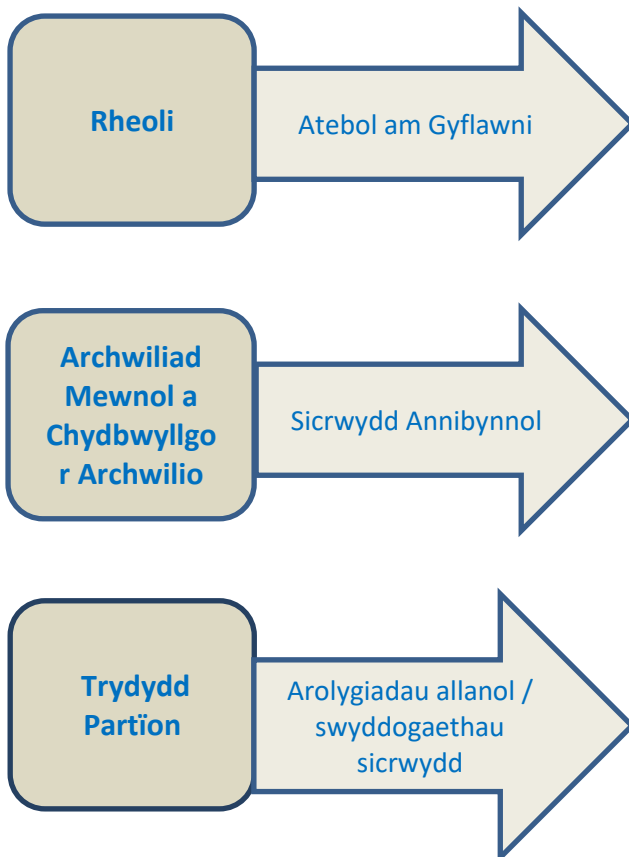 Rheoli
Atebol am Gyflawni
Archwiliad
Mewnol a
Chydbwyllgo
r Archwilio
Sicrwydd Annibynnol
Trydydd
Partïon
Arolygiadau allanol /
swyddogaethau
sicrwydd